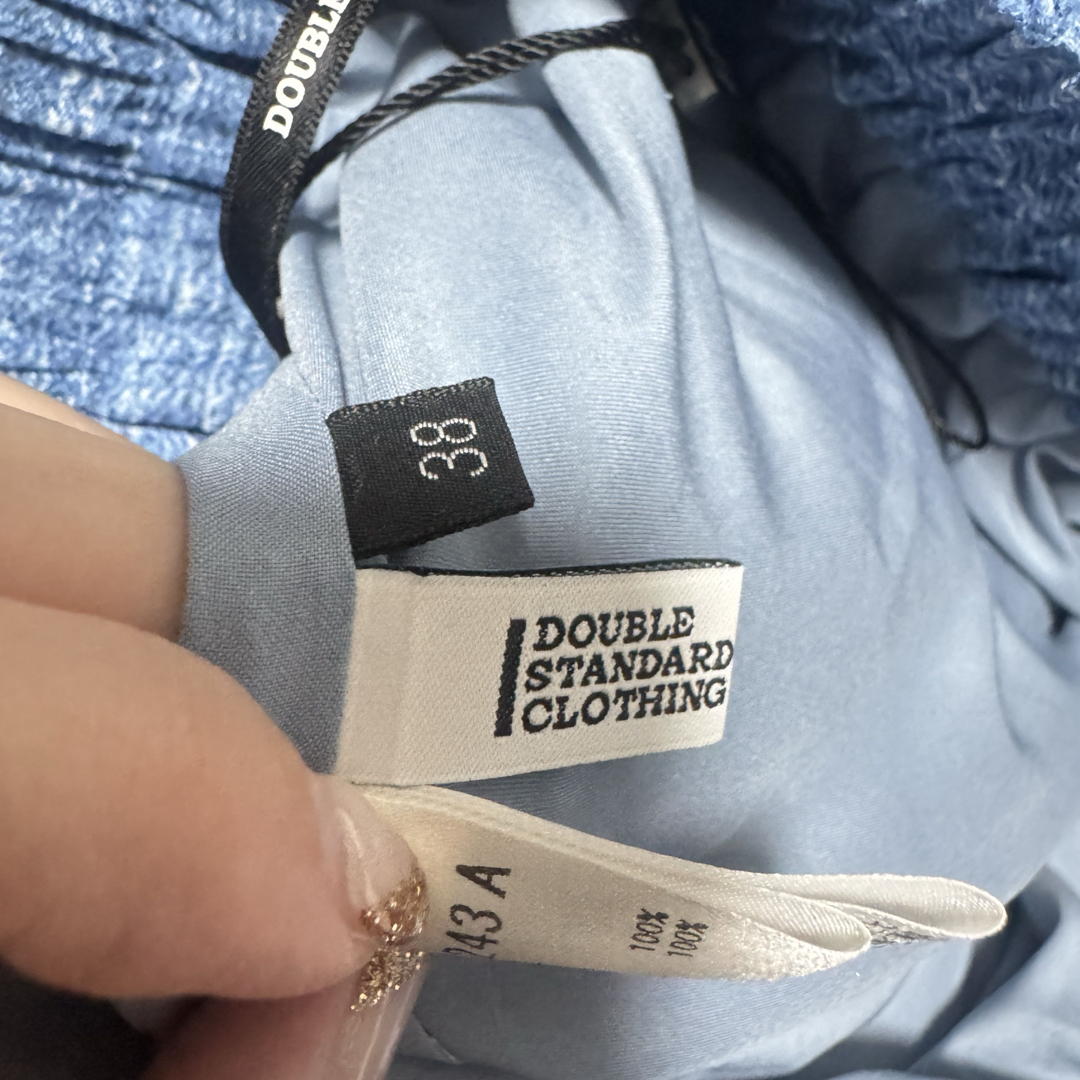 DOUBLE
38
DOUBLE
STANDARD
CLOTHING
243 A
100%
100%